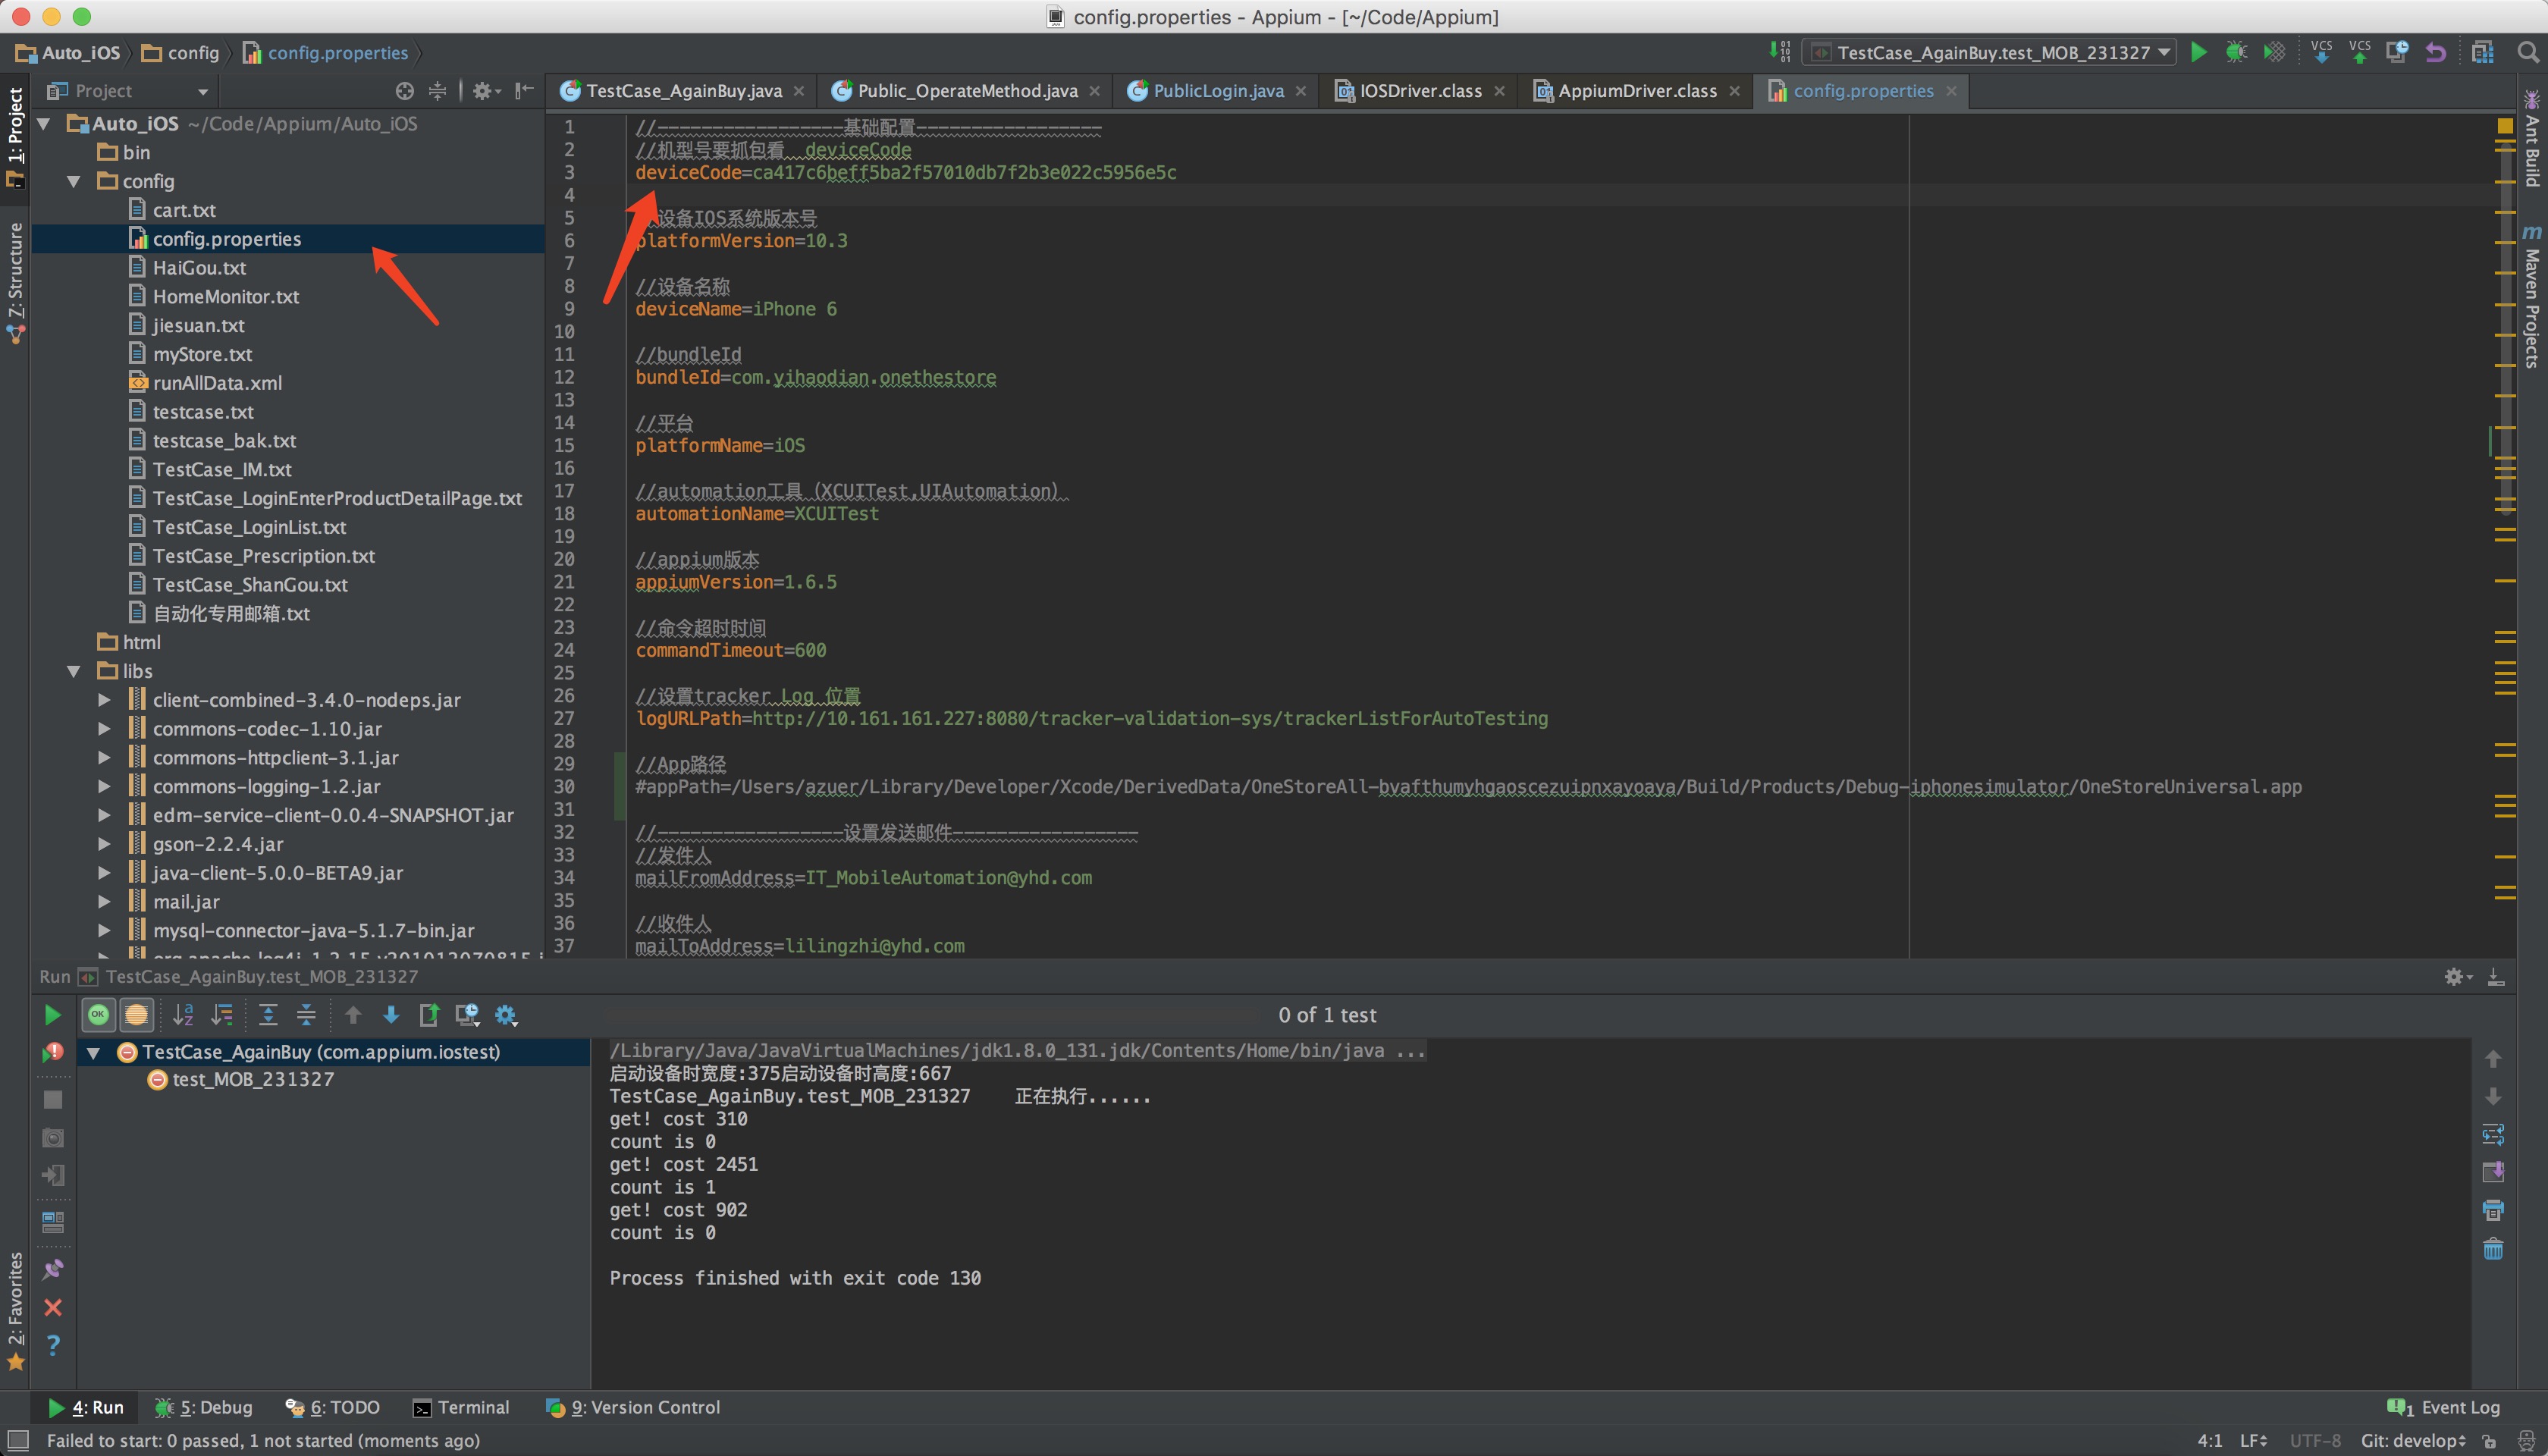 config.properties - Appium - [~/Code/Appium]
Auto_iOS config config.properties
TestCase_AgainBuy.test_MOB_231327 VCS VCS
Project
TestCase_AgainBuy.java Public_OperateMethod.java PublicLogin.java IOSDriver.class AppiumDriver.class config.properties
1: Project
Z: Structure
2: Favorites
Auto_iOS ~/Code/Appium/Auto_iOS
bin
config
cart.txt
config.properties
HaiGou.txt
HomeMonitor.txt
jiesuan.txt
myStore.txt
runAllData.xml
testcase.txt
testcase_bak.txt
TestCase_IM.txt
TestCase_LoginEnterProductDetailPage.txt
TestCase_LoginList.txt
TestCase_Prescription.txt
TestCase_ShanGou.txt
自动化专用邮箱.txt
html
libs
client-combined-3.4.0-nodeps.jar
commons-codec-1.10.jar
commons-httpclient-3.1.jar
commons-logging-1.2.jar
edm-service-client-0.0.4-SNAPSHOT.jar
gson-2.2.4.jar
java-client-5.0.0-BETA9.jar
mail.jar
mysql-connector-java-5.1.7-bin.jar
1 //-----------------基础配置-----------------
2 //机型号要抓包看 deviceCode
3 deviceCode=ca417c6beff5ba2f57010db7f2b3e022c5956e5c
4
5 设备IOS系统版本号
6 platformVersion=10.3
7
8 //设备名称
9 deviceName=iPhone 6
10
11 //bundleId
12 bundleId=com.yihaodian.onethestore
13
14 //平台
15 platformName=iOS
16
17 //automation工具（XCUITest,UIAutomation）
18 automationName=XCUITest
19
20 //appium版本
21 appiumVersion=1.6.5
22
23 //命令超时时间
24 commandTimeout=600
25
26 //设置tracker Log 位置
27 logURLPath=http://10.161.161.227:8080/tracker-validation-sys/trackerListForAutoTesting
28
29 //App路径
30 #appPath=/Users/azuer/Library/Developer/Xcode/DerivedData/OneStoreAll-bvafthumyhgaoscezuipnxayoaya/Build/Products/Debug-iphonesimulator/OneStoreUniversal.app
31
32 //-----------------设置发送邮件-----------------
33 //发件人
34 mailFromAddress=IT_MobileAutomation@yhd.com
35
36 //收件人
37 mailToAddress=lilingzhi@yhd.com
Ant Build
m Maven Projects
Run TestCase_AgainBuy.test_MOB_231327
OK
0 of 1 test
TestCase_AgainBuy (com.appium.iostest)
test_MOB_231327
/Library/Java/JavaVirtualMachines/jdk1.8.0_131.jdk/Contents/Home/bin/java ...
启动设备时宽度:375启动设备时高度:667
TestCase_AgainBuy.test_MOB_231327 正在执行......
get! cost 310
count is 0
get! cost 2451
count is 1
get! cost 902
count is 0
Process finished with exit code 130
4: Run 5: Debug 6: TODO Terminal 9: Version Control 1 Event Log
Failed to start: 0 passed, 1 not started (moments ago) 4:1 LF UTF-8 Git: develop